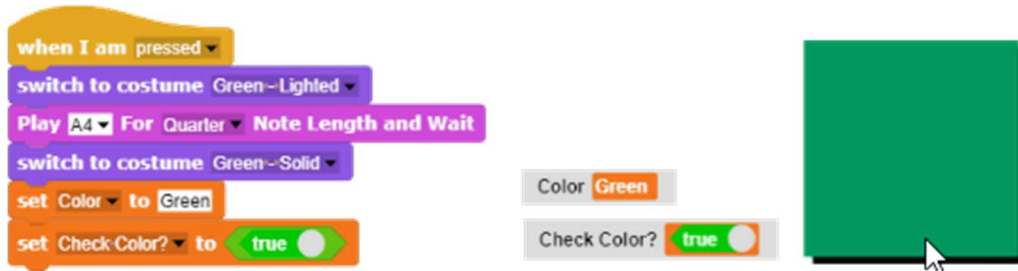 when I am pressed
switch to costume Green - Lighted
Play A4 For Quarter Note Length and Wait
switch to costume Green - Solid
set Color to Green
set Check Color? to true
Color Green
Check Color? true